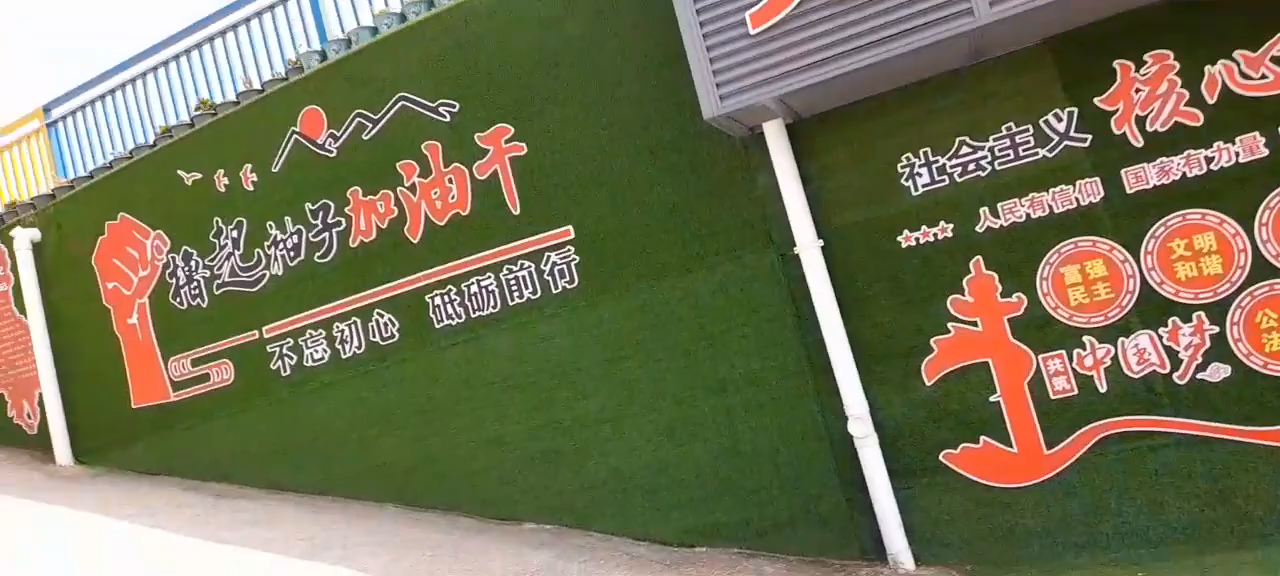 撸起袖子加油干
不忘初心 砥砺前行
社会主义核心
人民有信仰 国家有力量
富强
民主
文明
和谐
公
法
共筑
中国梦